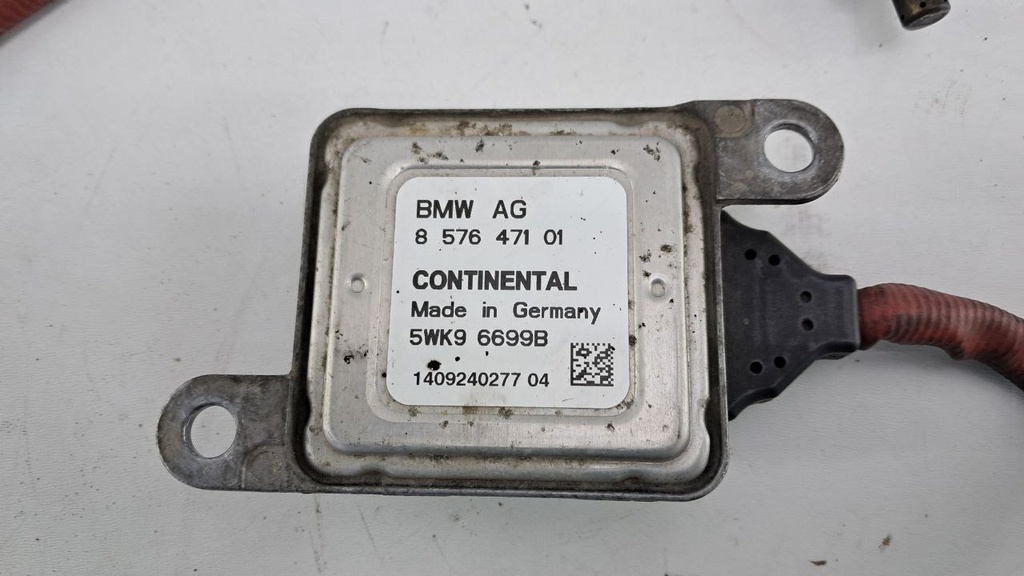 BMW AG
8 576 471 01
CONTINENTAL
Made in Germany
5WK9 6699B
1409240277 04